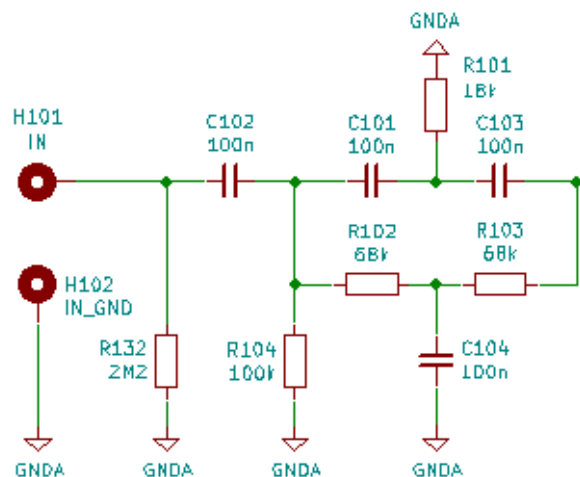 GNDA
R101
18k
H101
IN
C102
100n
C101
100n
C103
100n
R102
68k
R103
68k
H102
IN_GND
R132
2M2
R104
100k
C104
100n
GNDA
GNDA
GNDA
GNDA